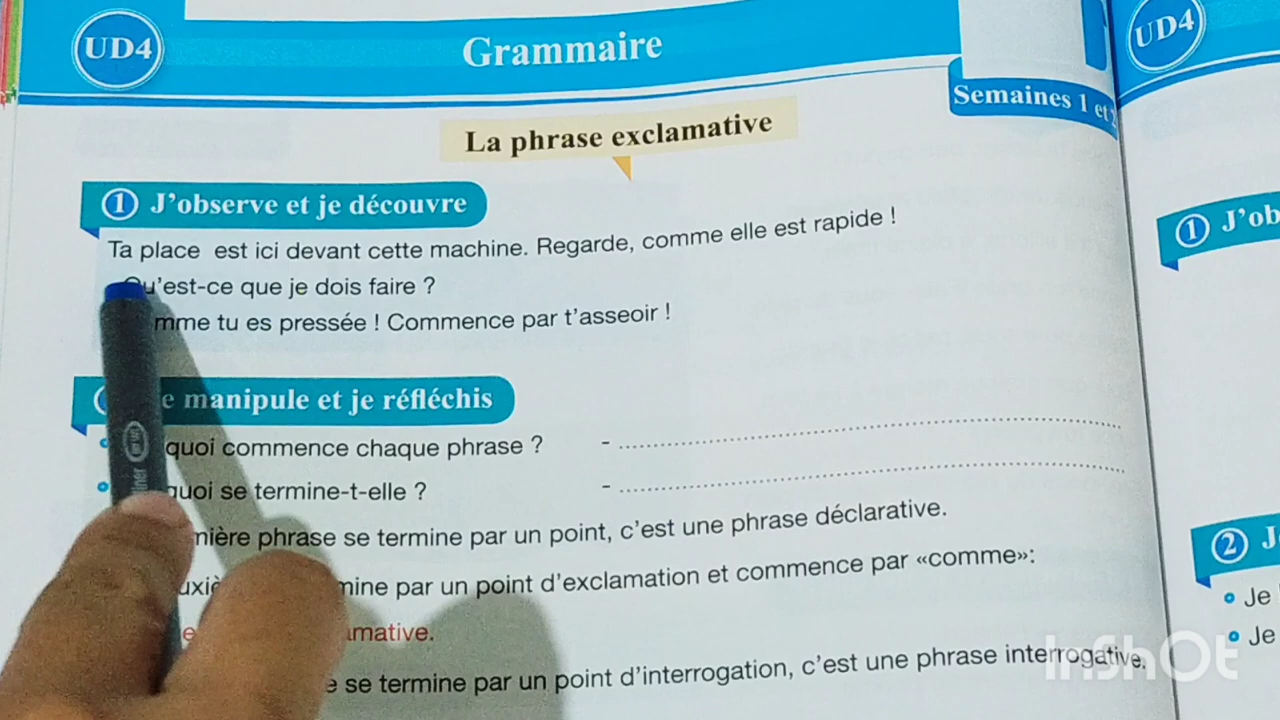 UD4
Grammaire
UD4
Semaines 1 et 2
La phrase exclamative
1 J'observe et je découvre
Ta place est ici devant cette machine. Regarde, comme elle est rapide !
Qu'est-ce que je dois faire ?
mme tu es pressée ! Commence par t'asseoir !
e manipule et je réfléchis
quoi commence chaque phrase ? -
quoi se termine-t-elle ? -
mière phrase se termine par un point, c'est une phrase déclarative.
uxiè mine par un point d'exclamation et commence par «comme»:
mative.
e se termine par un point d'interrogation, c'est une phrase interrogative.
1 J'ob
2 J
Je
Je
InShOt